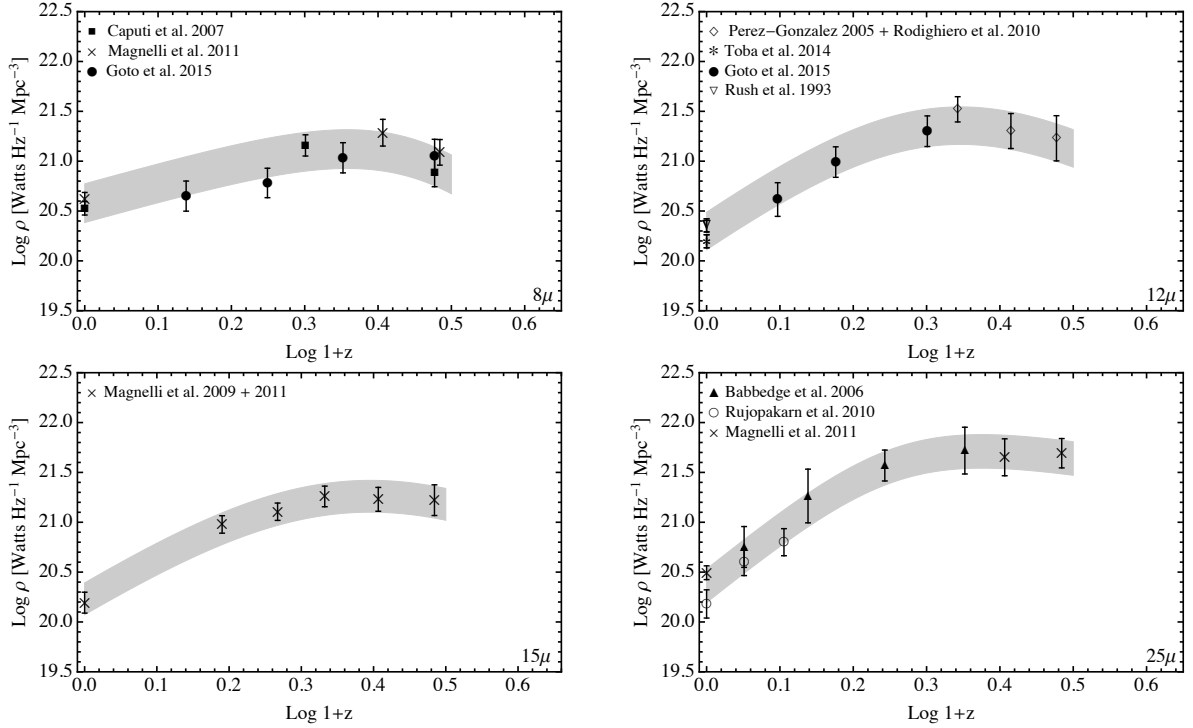 22.5
22.0
21.5
21.0
20.5
20.0
19.5
Log ρ [Watts Hz⁻¹ Mpc⁻³]
Caputi et al. 2007
Magnelli et al. 2011
Goto et al. 2015
8μ
0.0 0.1 0.2 0.3 0.4 0.5 0.6
Log 1+z
22.5
22.0
21.5
21.0
20.5
20.0
19.5
Log ρ [Watts Hz⁻¹ Mpc⁻³]
Perez−Gonzalez 2005 + Rodighiero et al. 2010
Toba et al. 2014
Goto et al. 2015
Rush et al. 1993
12μ
0.0 0.1 0.2 0.3 0.4 0.5 0.6
Log 1+z
22.5
22.0
21.5
21.0
20.5
20.0
19.5
Log ρ [Watts Hz⁻¹ Mpc⁻³]
Magnelli et al. 2009 + 2011
15μ
0.0 0.1 0.2 0.3 0.4 0.5 0.6
Log 1+z
22.5
22.0
21.5
21.0
20.5
20.0
19.5
Log ρ [Watts Hz⁻¹ Mpc⁻³]
Babbedge et al. 2006
Rujopakarn et al. 2010
Magnelli et al. 2011
25μ
0.0 0.1 0.2 0.3 0.4 0.5 0.6
Log 1+z